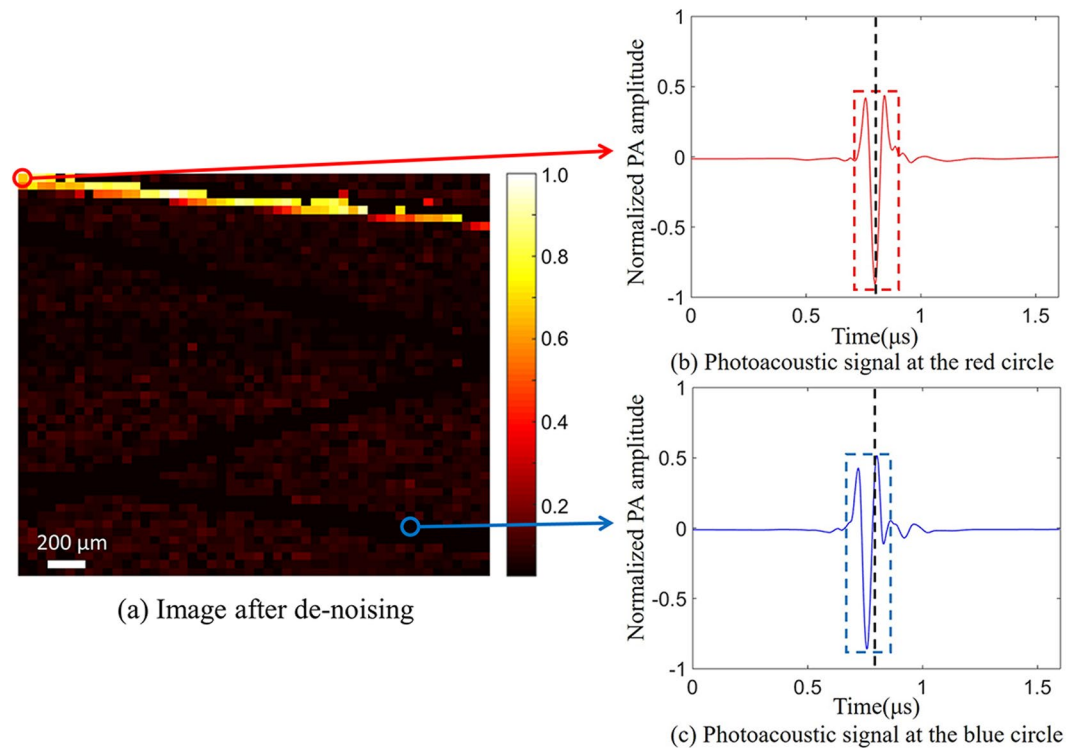 1.0
0.8
0.6
0.4
0.2
200 μm
(a) Image after de-noising
Normalized PA amplitude
1
0.5
0
-0.5
-1
0
0.5
1
1.5
Time(μs)
(b) Photoacoustic signal at the red circle
Normalized PA amplitude
1
0.5
0
-0.5
-1
0
0.5
1
1.5
Time(μs)
(c) Photoacoustic signal at the blue circle